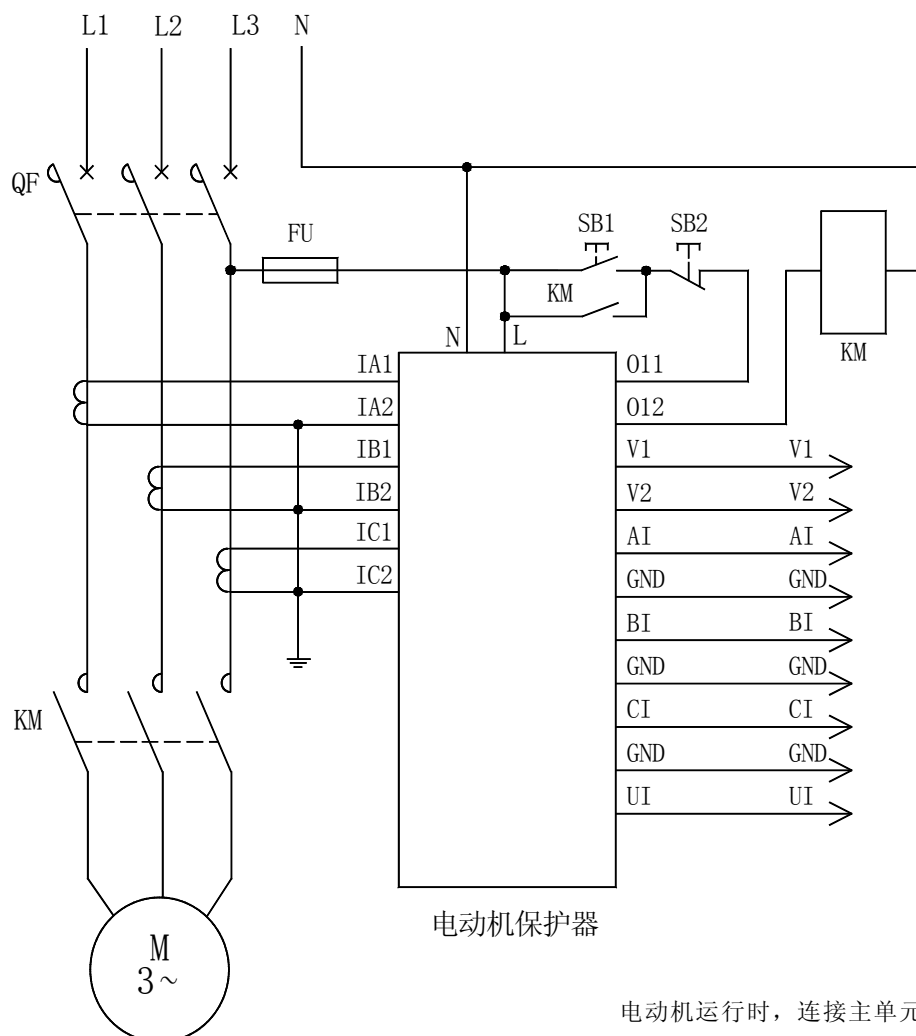 L1 L2 L3 N
QF
FU SB1 SB2
KM
N L KM
IA1 O11
IA2 O12
IB1 V1 V1
IB2 V2 V2
IC1 AI AI
IC2 GND GND
BI BI
GND GND
KM CI CI
GND GND
UI UI
电动机保护器
M
3~
电动机运行时，连接主单元